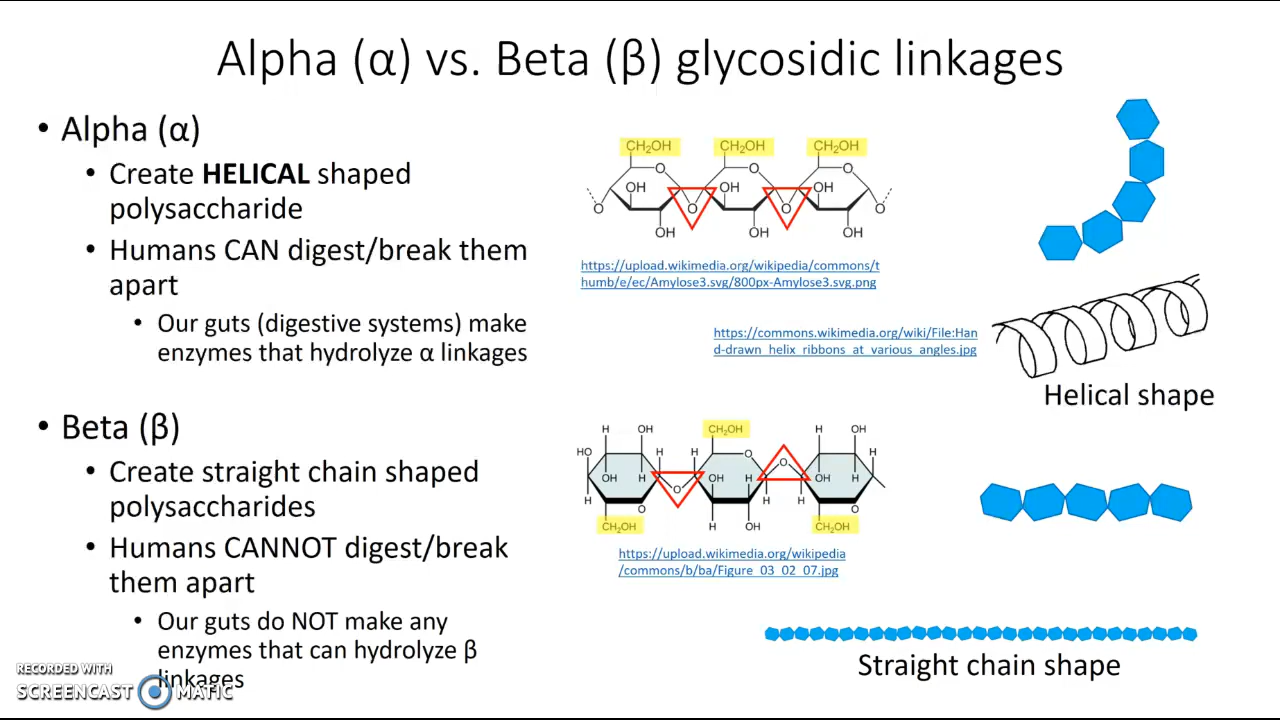 Alpha (α) vs. Beta (β) glycosidic linkages
• Alpha (α)
• Create HELICAL shaped
polysaccharide
• Humans CAN digest/break them
apart
• Our guts (digestive systems) make
enzymes that hydrolyze α linkages
CH₂OH CH₂OH CH₂OH
O O O
OH OH OH
O O O O
OH OH OH
https://upload.wikimedia.org/wikipedia/commons/t
humb/e/ec/Amylose3.svg/800px-Amylose3.svg.png
https://commons.wikimedia.org/wiki/File:Han
d-drawn_helix_ribbons_at_various_angles.jpg
Helical shape
• Beta (β)
• Create straight chain shaped
polysaccharides
• Humans CANNOT digest/break
them apart
• Our guts do NOT make any
enzymes that can hydrolyze β
linkages
H OH CH₂OH H OH
HO H H O O H
OH H O OH H OH H
H O H H O
CH₂OH H OH CH₂OH
https://upload.wikimedia.org/wikipedia
/commons/b/ba/Figure_03_02_07.jpg
Straight chain shape
RECORDED WITH
SCREENCAST MATIC